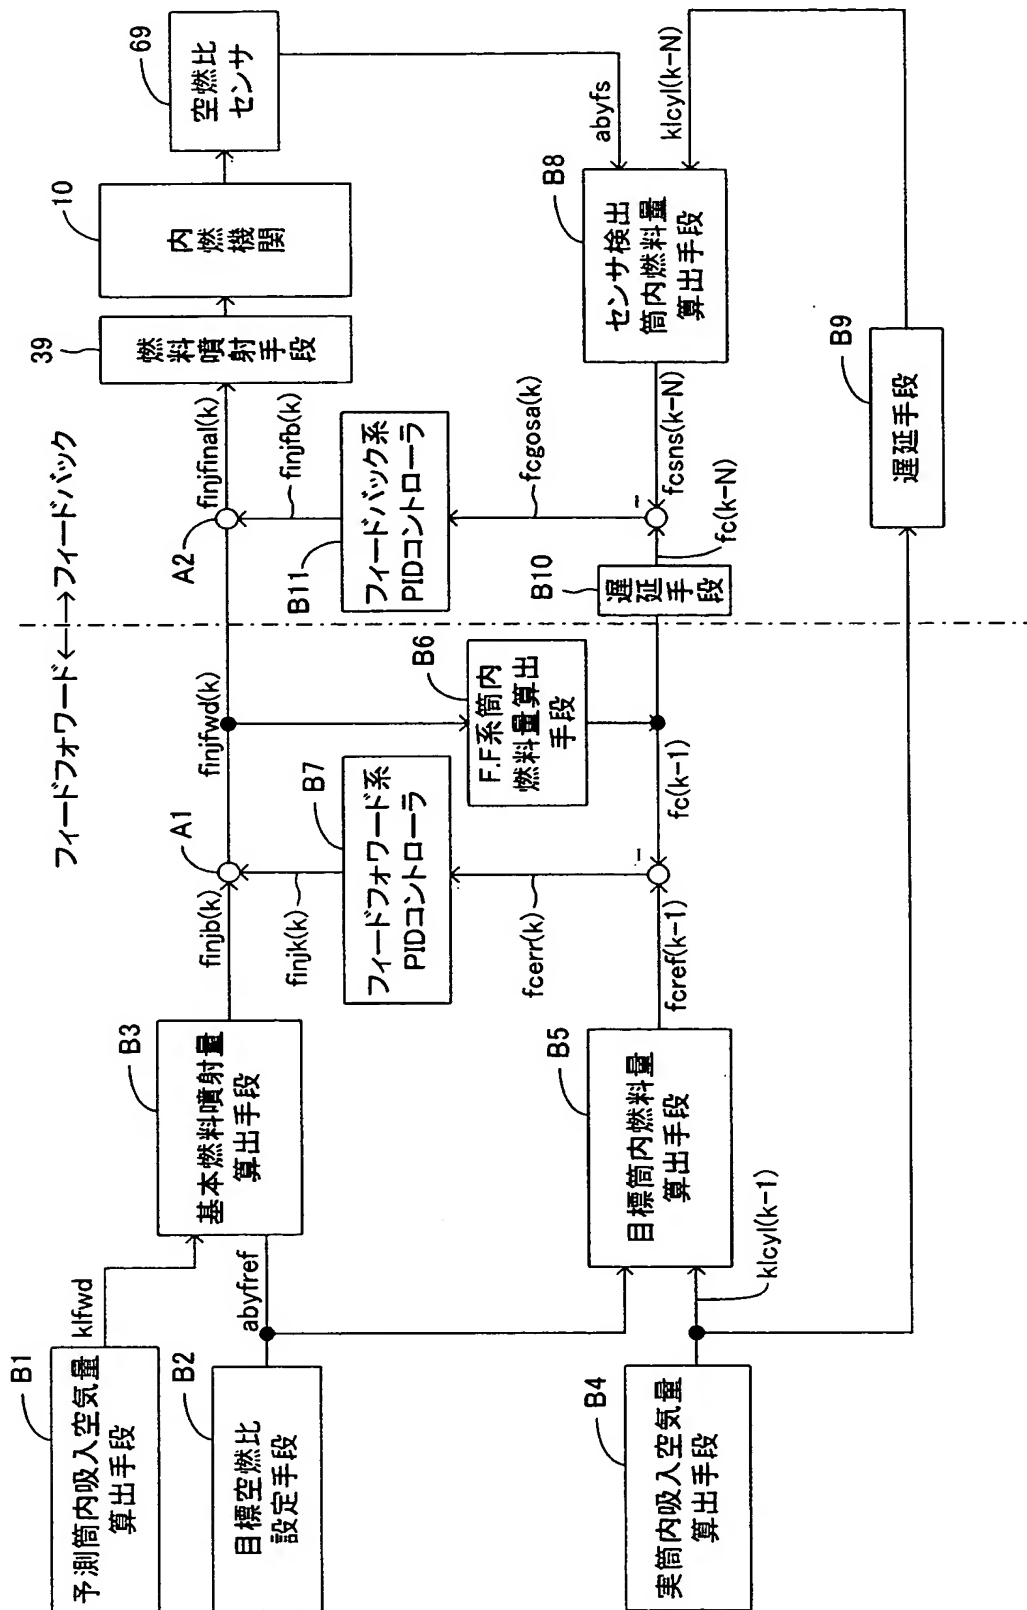 フィードフォワード←→フィードバック
B1
予測筒内吸入空気量
算出手段
klfwd
B2
目標空燃比
設定手段
abyfref
B3
基本燃料噴射量
算出手段
finjb(k)
A1
finjfwd(k)
A2
finjfinal(k)
39
燃料噴射手段
10
内燃機関
69
空燃比
センサ
finjk(k)
B7
フィードフォワード系
PIDコントローラ
fcerr(k)
B6
F.F系筒内
燃料量算出
手段
finjfb(k)
B11
フィードバック系
PIDコントローラ
fcgosa(k)
abyfs
klcyl(k-N)
B4
実筒内吸入空気量
算出手段
klcyl(k-1)
B5
目標筒内燃料量
算出手段
fcref(k-1)
-
fc(k-1)
B10
遅延手段
fc(k-N)
-
fcsns(k-N)
B8
センサ検出
筒内燃料量
算出手段
B9
遅延手段